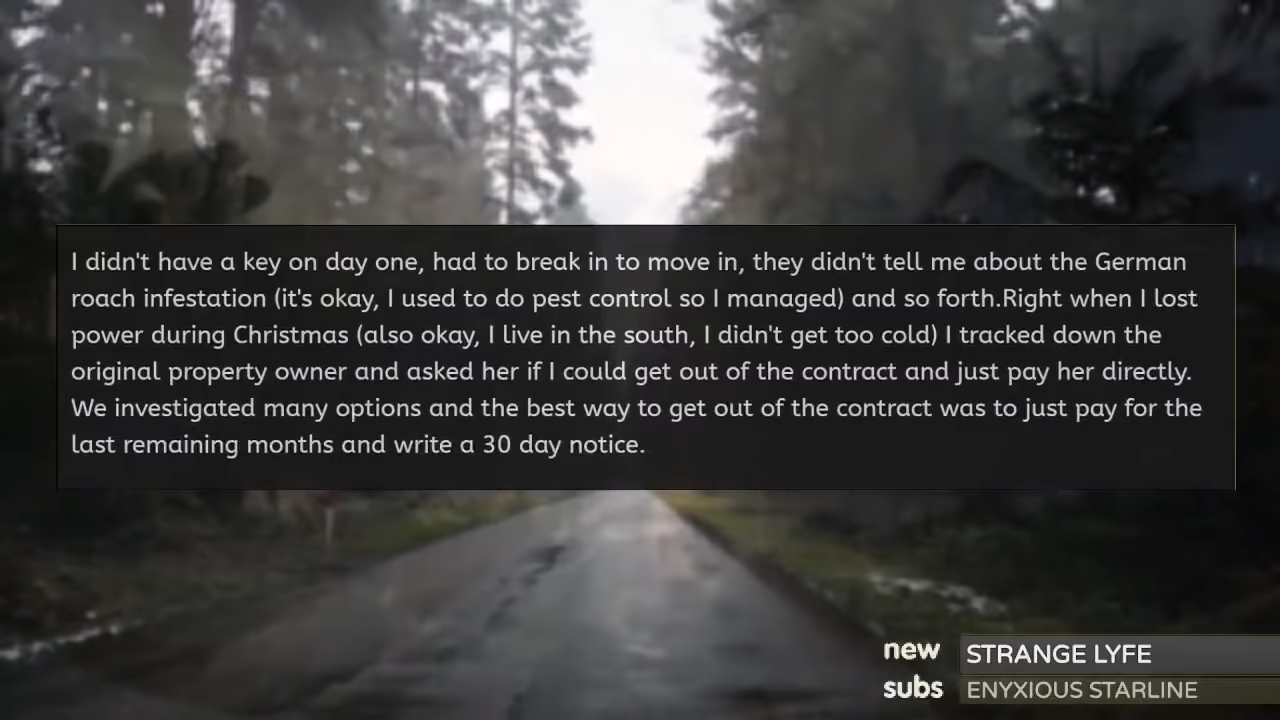 I didn't have a key on day one, had to break in to move in, they didn't tell me about the German
roach infestation (it's okay, I used to do pest control so I managed) and so forth.Right when I lost
power during Christmas (also okay, I live in the south, I didn't get too cold) I tracked down the
original property owner and asked her if I could get out of the contract and just pay her directly.
We investigated many options and the best way to get out of the contract was to just pay for the
last remaining months and write a 30 day notice.
new STRANGE LYFE
subs ENYXIOUS STARLINE